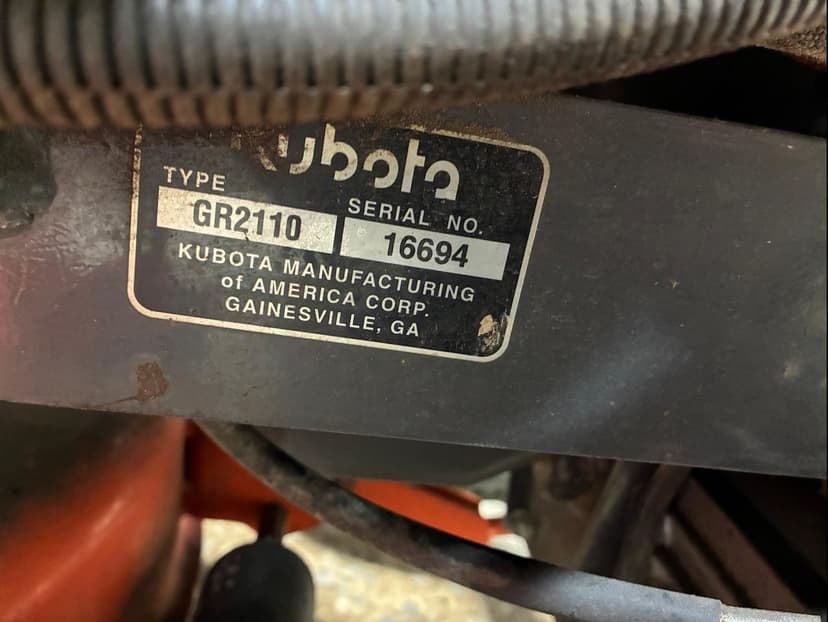 Kubota
TYPE
SERIAL NO.
GR2110
16694
KUBOTA MANUFACTURING
of AMERICA CORP.
GAINESVILLE, GA